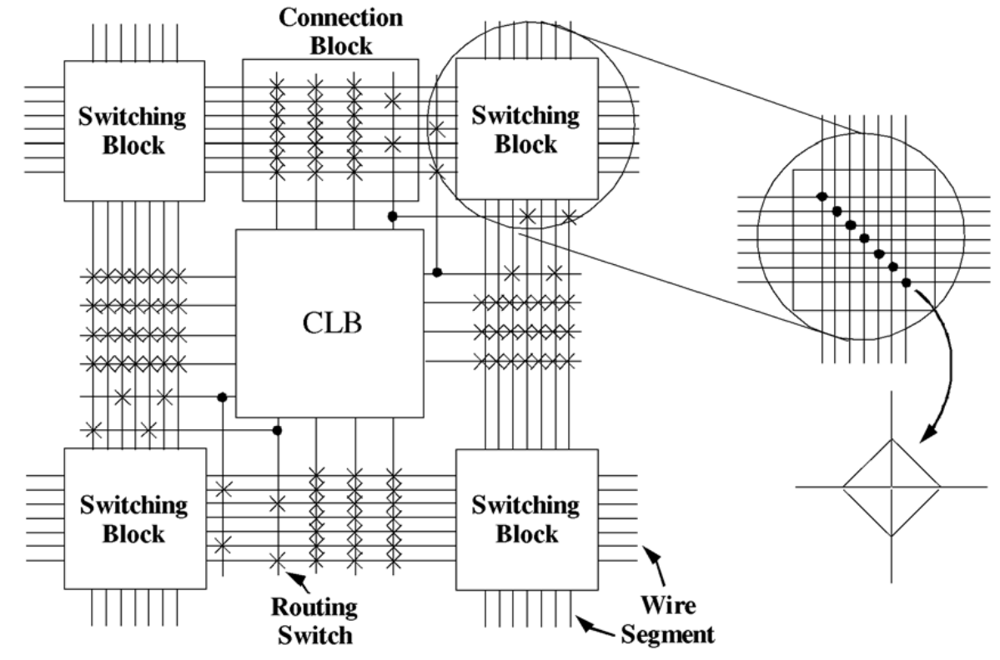 Connection
Block
Switching
Block
Switching
Block
CLB
Switching
Block
Switching
Block
Routing
Switch
Wire
Segment